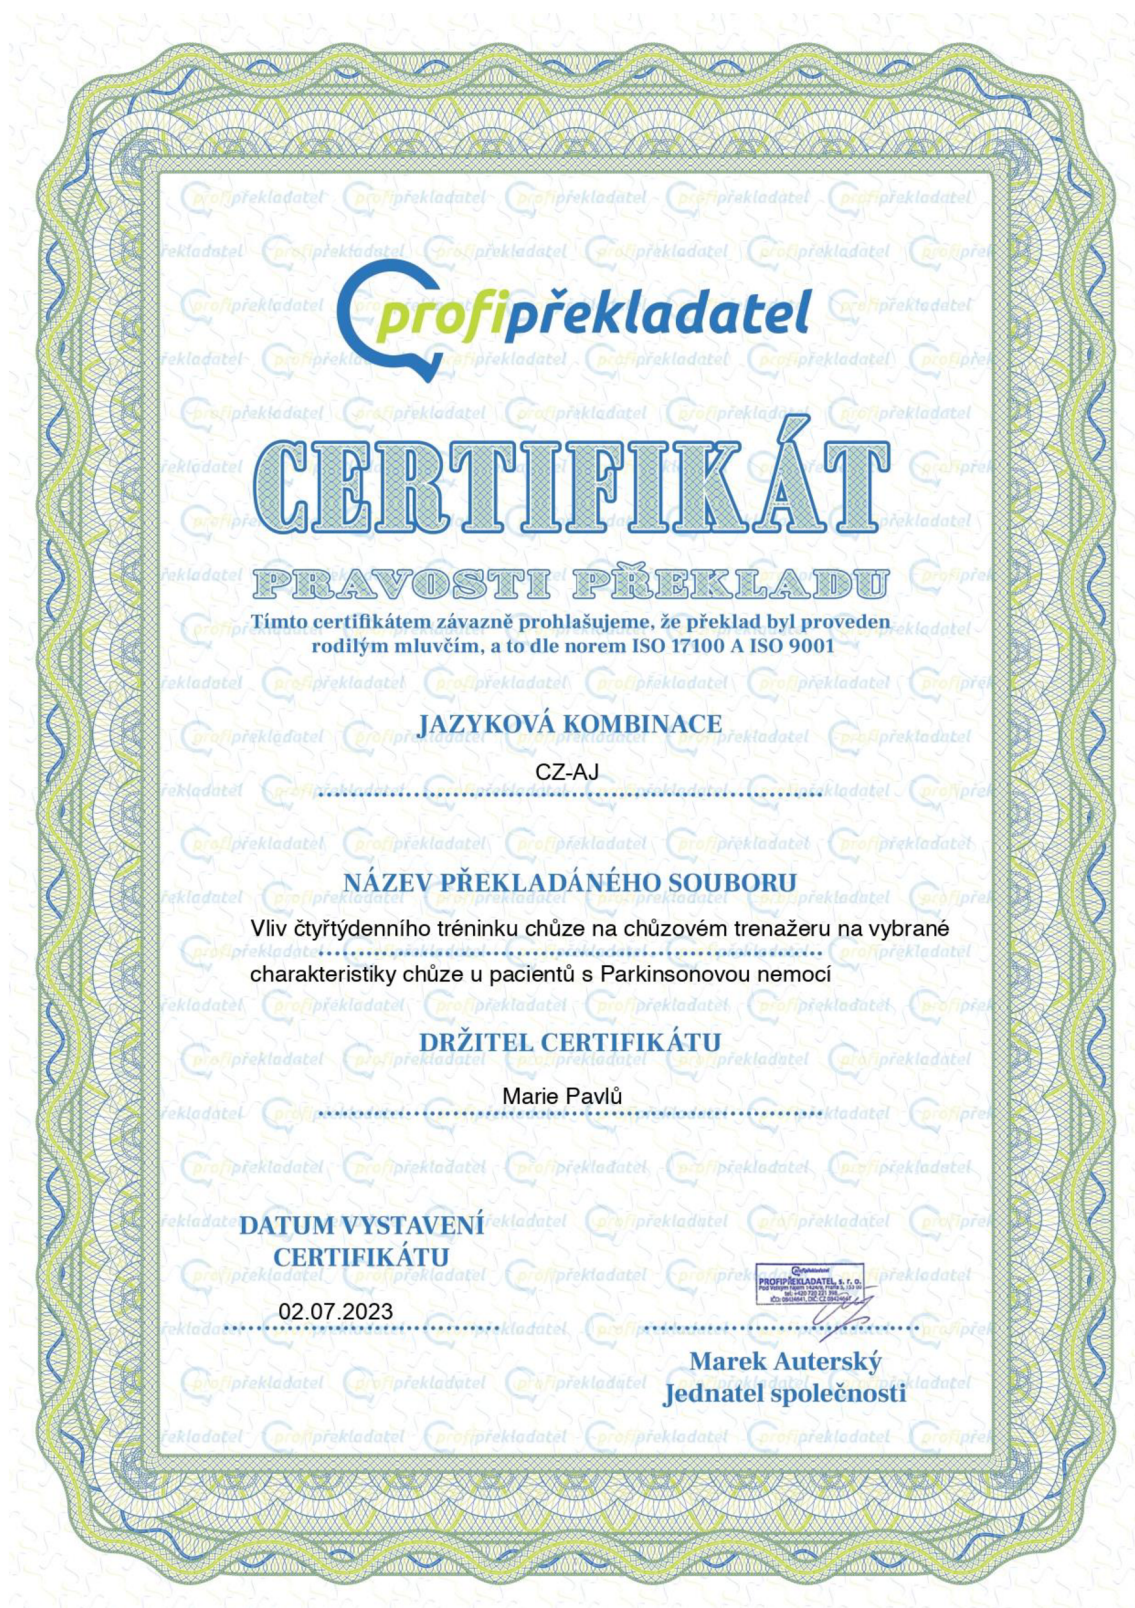 profipřekladatel
CERTIFIKÁT
PRAVOSTI PŘEKLADU
Tímto certifikátem závazně prohlašujeme, že překlad byl proveden
rodilým mluvčím, a to dle norem ISO 17100 A ISO 9001
JAZYKOVÁ KOMBINACE
CZ-AJ
NÁZEV PŘEKLÁDÁNÉHO SOUBORU
Vliv čtyřtýdenního tréninku chůze na chůzovém trenažeru na vybrané
charakteristiky chůze u pacientů s Parkinsonovou nemocí
DRŽITEL CERTIFIKÁTU
Marie Pavlů
DATUM VYSTAVENÍ
CERTIFIKÁTU
02.07.2023
profipřekladatel
PROFIPŘEKLADATEL, s. r. o.
Marek Auterský
Jednatel společnosti